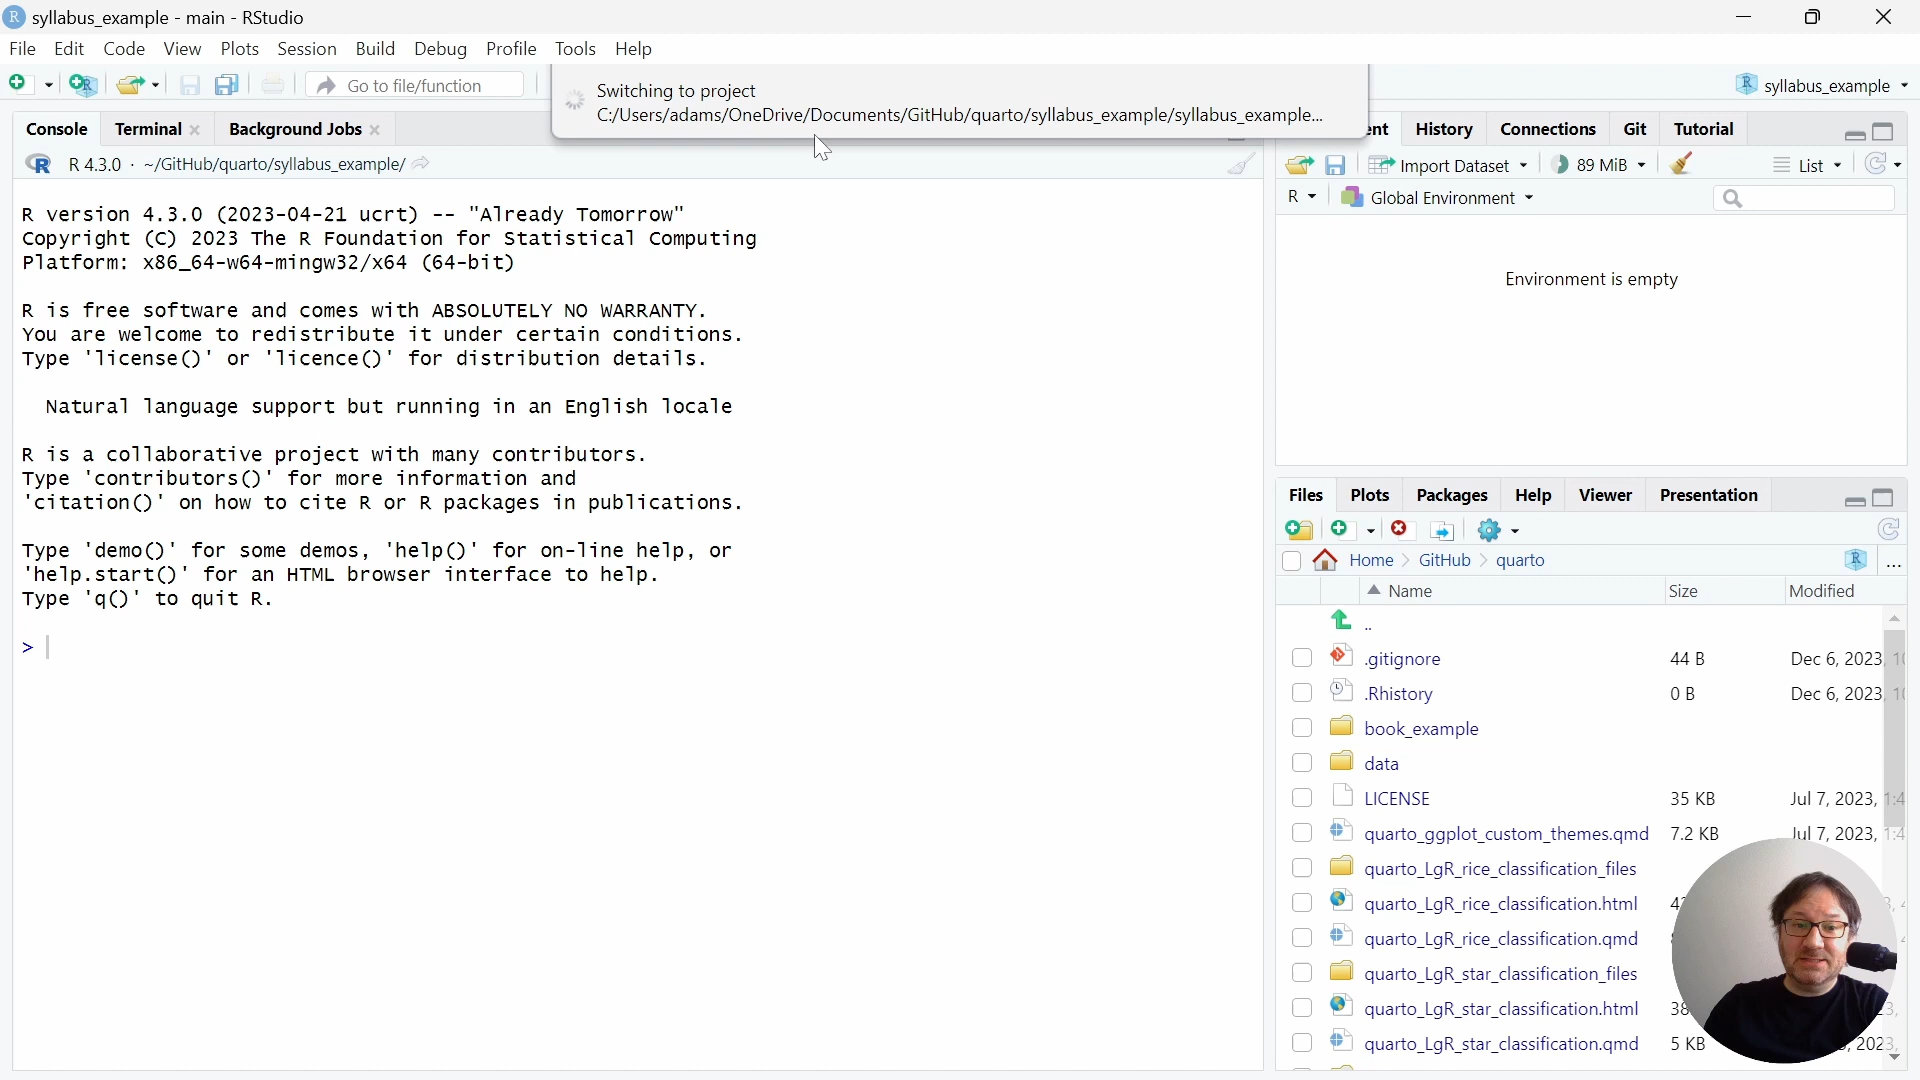 syllabus_example - main - RStudio
File Edit Code View Plots Session Build Debug Profile Tools Help
Go to file/function
syllabus_example
Switching to project
C:/Users/adams/OneDrive/Documents/GitHub/quarto/syllabus_example/syllabus_example...
Console Terminal Background Jobs
R 4.3.0 · ~/GitHub/quarto/syllabus_example/
R version 4.3.0 (2023-04-21 ucrt) -- "Already Tomorrow"
Copyright (C) 2023 The R Foundation for Statistical Computing
Platform: x86_64-w64-mingw32/x64 (64-bit)
R is free software and comes with ABSOLUTELY NO WARRANTY.
You are welcome to redistribute it under certain conditions.
Type 'license()' or 'licence()' for distribution details.
Natural language support but running in an English locale
R is a collaborative project with many contributors.
Type 'contributors()' for more information and
'citation()' on how to cite R or R packages in publications.
Type 'demo()' for some demos, 'help()' for on-line help, or
'help.start()' for an HTML browser interface to help.
Type 'q()' to quit R.
>
History Connections Git Tutorial
Import Dataset 89 MiB List
R Global Environment
Environment is empty
Files Plots Packages Help Viewer Presentation
Home GitHub quarto ...
Name Size Modified
..
.gitignore 44 B Dec 6, 2023,
.Rhistory 0 B Dec 6, 2023,
book_example
data
LICENSE 35 KB Jul 7, 2023, 1:4
quarto_ggplot_custom_themes.qmd 7.2 KB Jul 7, 2023, 1:4
quarto_LgR_rice_classification_files
quarto_LgR_rice_classification.html
quarto_LgR_rice_classification.qmd
quarto_LgR_star_classification_files
quarto_LgR_star_classification.html 38
quarto_LgR_star_classification.qmd 5 KB